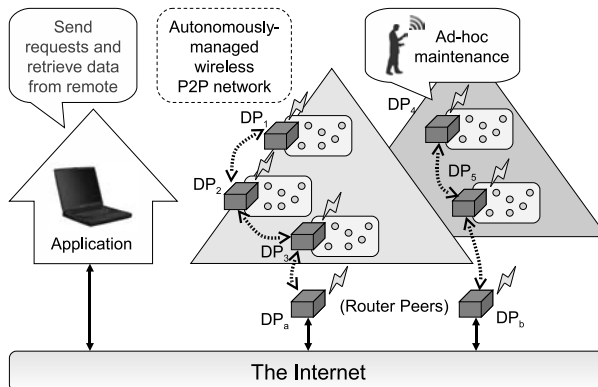 Send
requests and
retrieve data
from remote
Autonomously-
managed
wireless
P2P network
Ad-hoc
maintenance
DP1
DP4
DP2
DP5
DP3
Application
DPa
(Router Peers)
DPb
The Internet